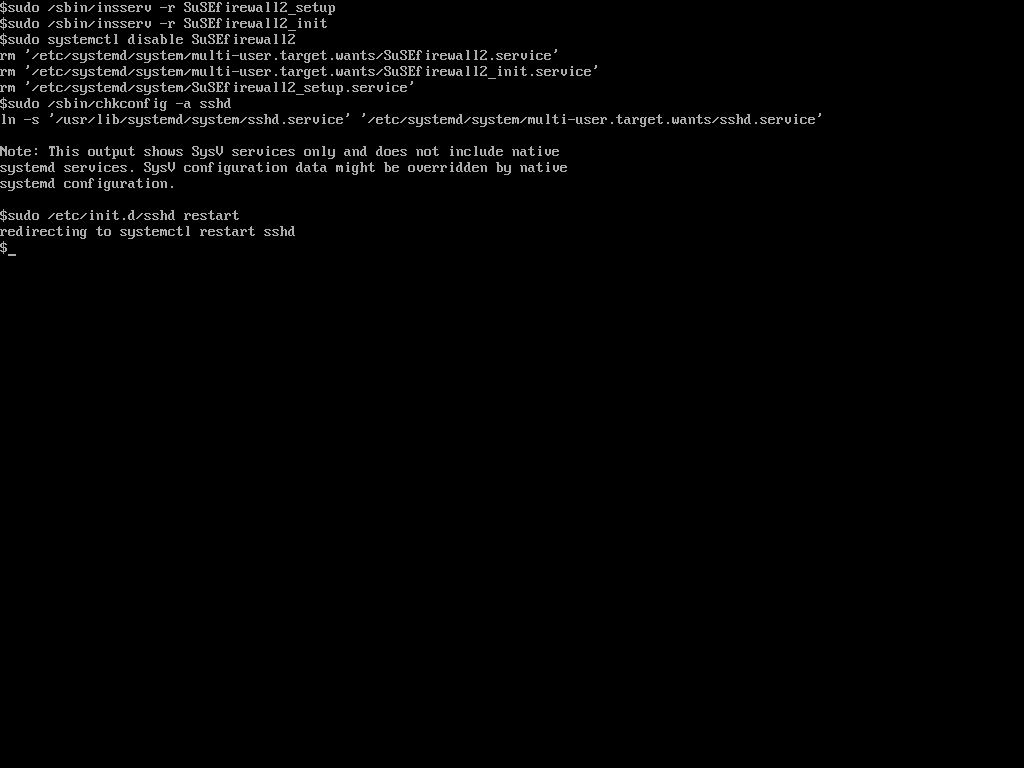 $sudo /sbin/insserv -r SuSEfirewall2_setup
$sudo /sbin/insserv -r SuSEfirewall2_init
$sudo systemctl disable SuSEfirewall2
rm '/etc/systemd/system/multi-user.target.wants/SuSEfirewall2.service'
rm '/etc/systemd/system/multi-user.target.wants/SuSEfirewall2_init.service'
rm '/etc/systemd/system/SuSEfirewall2_setup.service'
$sudo /sbin/chkconfig -a sshd
ln -s '/usr/lib/systemd/system/sshd.service' '/etc/systemd/system/multi-user.target.wants/sshd.service'
Note: This output shows SysV services only and does not include native
systemd services. SysV configuration data might be overridden by native
systemd configuration.
$sudo /etc/init.d/sshd restart
redirecting to systemctl restart sshd
$_